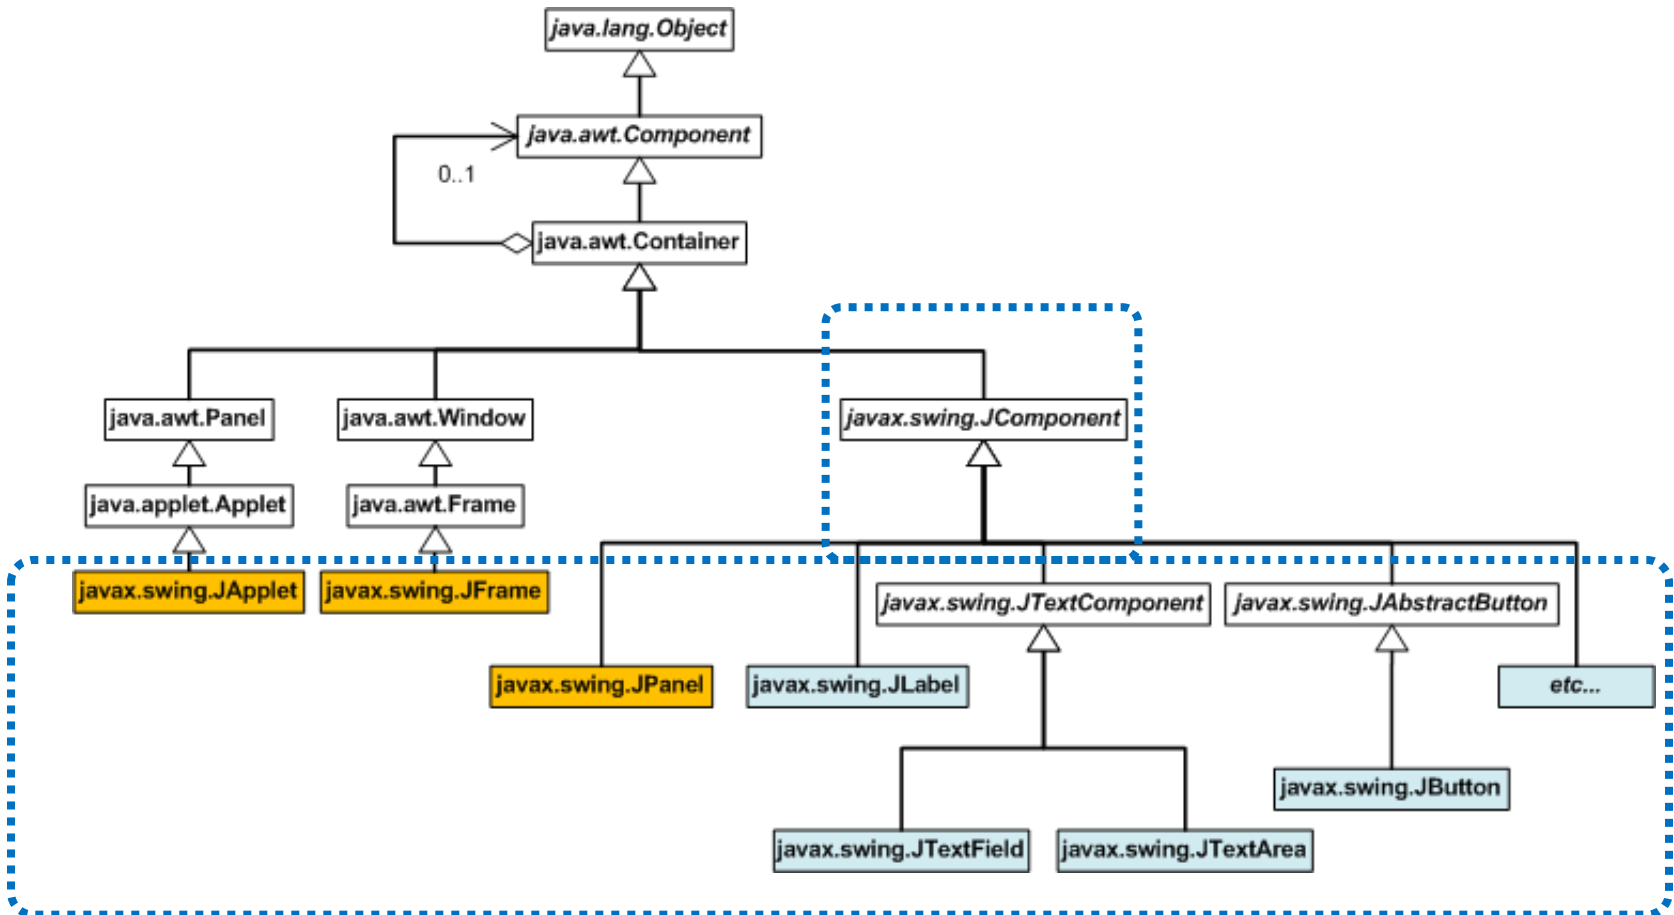 java.lang.Object
java.awt.Component
0..1
java.awt.Container
java.awt.Panel
java.awt.Window
javax.swing.JComponent
java.applet.Applet
java.awt.Frame
javax.swing.JApplet
javax.swing.JFrame
javax.swing.JTextComponent
javax.swing.JAbstractButton
javax.swing.JPanel
javax.swing.JLabel
etc...
javax.swing.JButton
javax.swing.JTextField
javax.swing.JTextArea